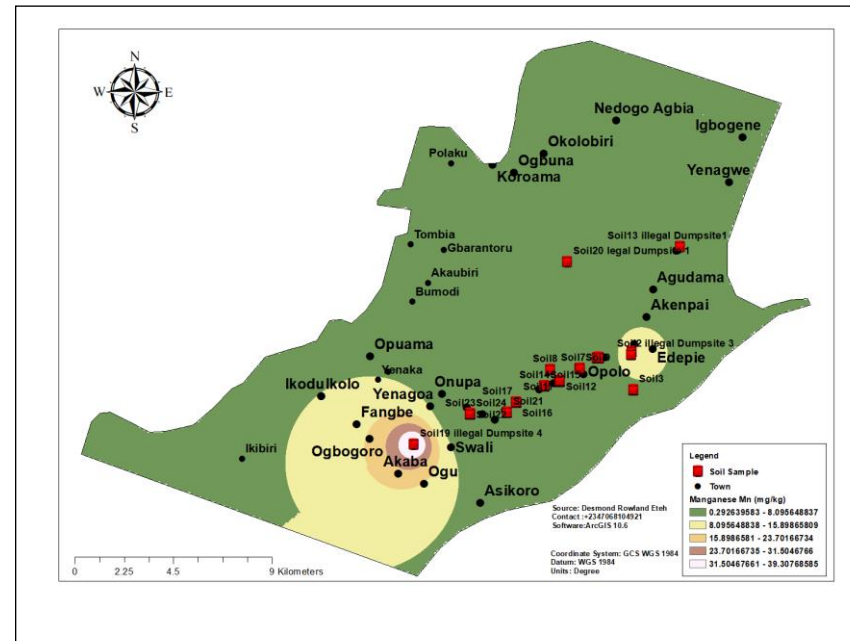 N
W E
S
Nedogo Agbia
Igbogene
Okolobiri
Ogbuna
Polaku
Koroama
Yenagwe
Soil13 illegal Dumpsite1
Tombia
Gbarantoru
Soil20 legal Dumpsite 1
Akaubiri
Agudama
Bumodi
Akenpai
Soil2 illegal Dumpsite 3
Opuama
Edepie
Soil8
Soil7
Yenaka
Opolo
Soil14
Ikodulkolo
Onupa
Soil12
Soil3
Soil17
Yenagoa
Soil23
Soil24
Soil21
Fangbe
Soil16
Soil19 illegal Dumpsite 4
Ogbogoro
Swali
Ikibiri
Akaba
Ogu
Asikoro
Legend
Soil Sample
Town
Manganese Mn (mg/kg)
0.292639583 - 8.095648837
8.095648838 - 15.89865809
15.8986581 - 23.70166734
23.70166735 - 31.5046766
31.50467661 - 39.30768585
Source: Desmond Rowland Eteh
Contact :+2347068104921
Software:ArcGIS 10.6
Coordinate System: GCS WGS 1984
Datum: WGS 1984
Units: Degree
0 2.25 4.5 9 Kilometers